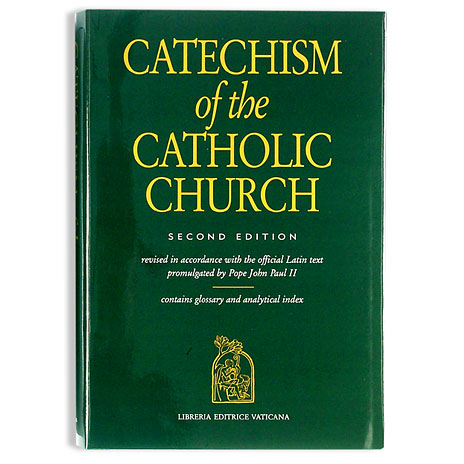 CATECHISM
of the
CATHOLIC
CHURCH
SECOND EDITION
revised in accordance with the official Latin text
promulgated by Pope John Paul II
contains glossary and analytical index
LIBRERIA EDITRICE VATICANA